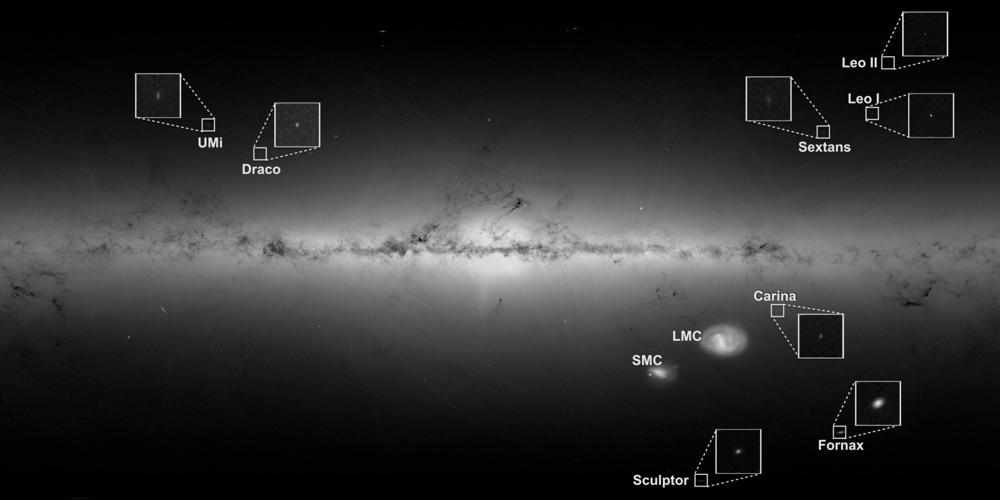 Leo II
Leo I
UMi
Sextans
Draco
Carina
LMC
SMC
Fornax
Sculptor